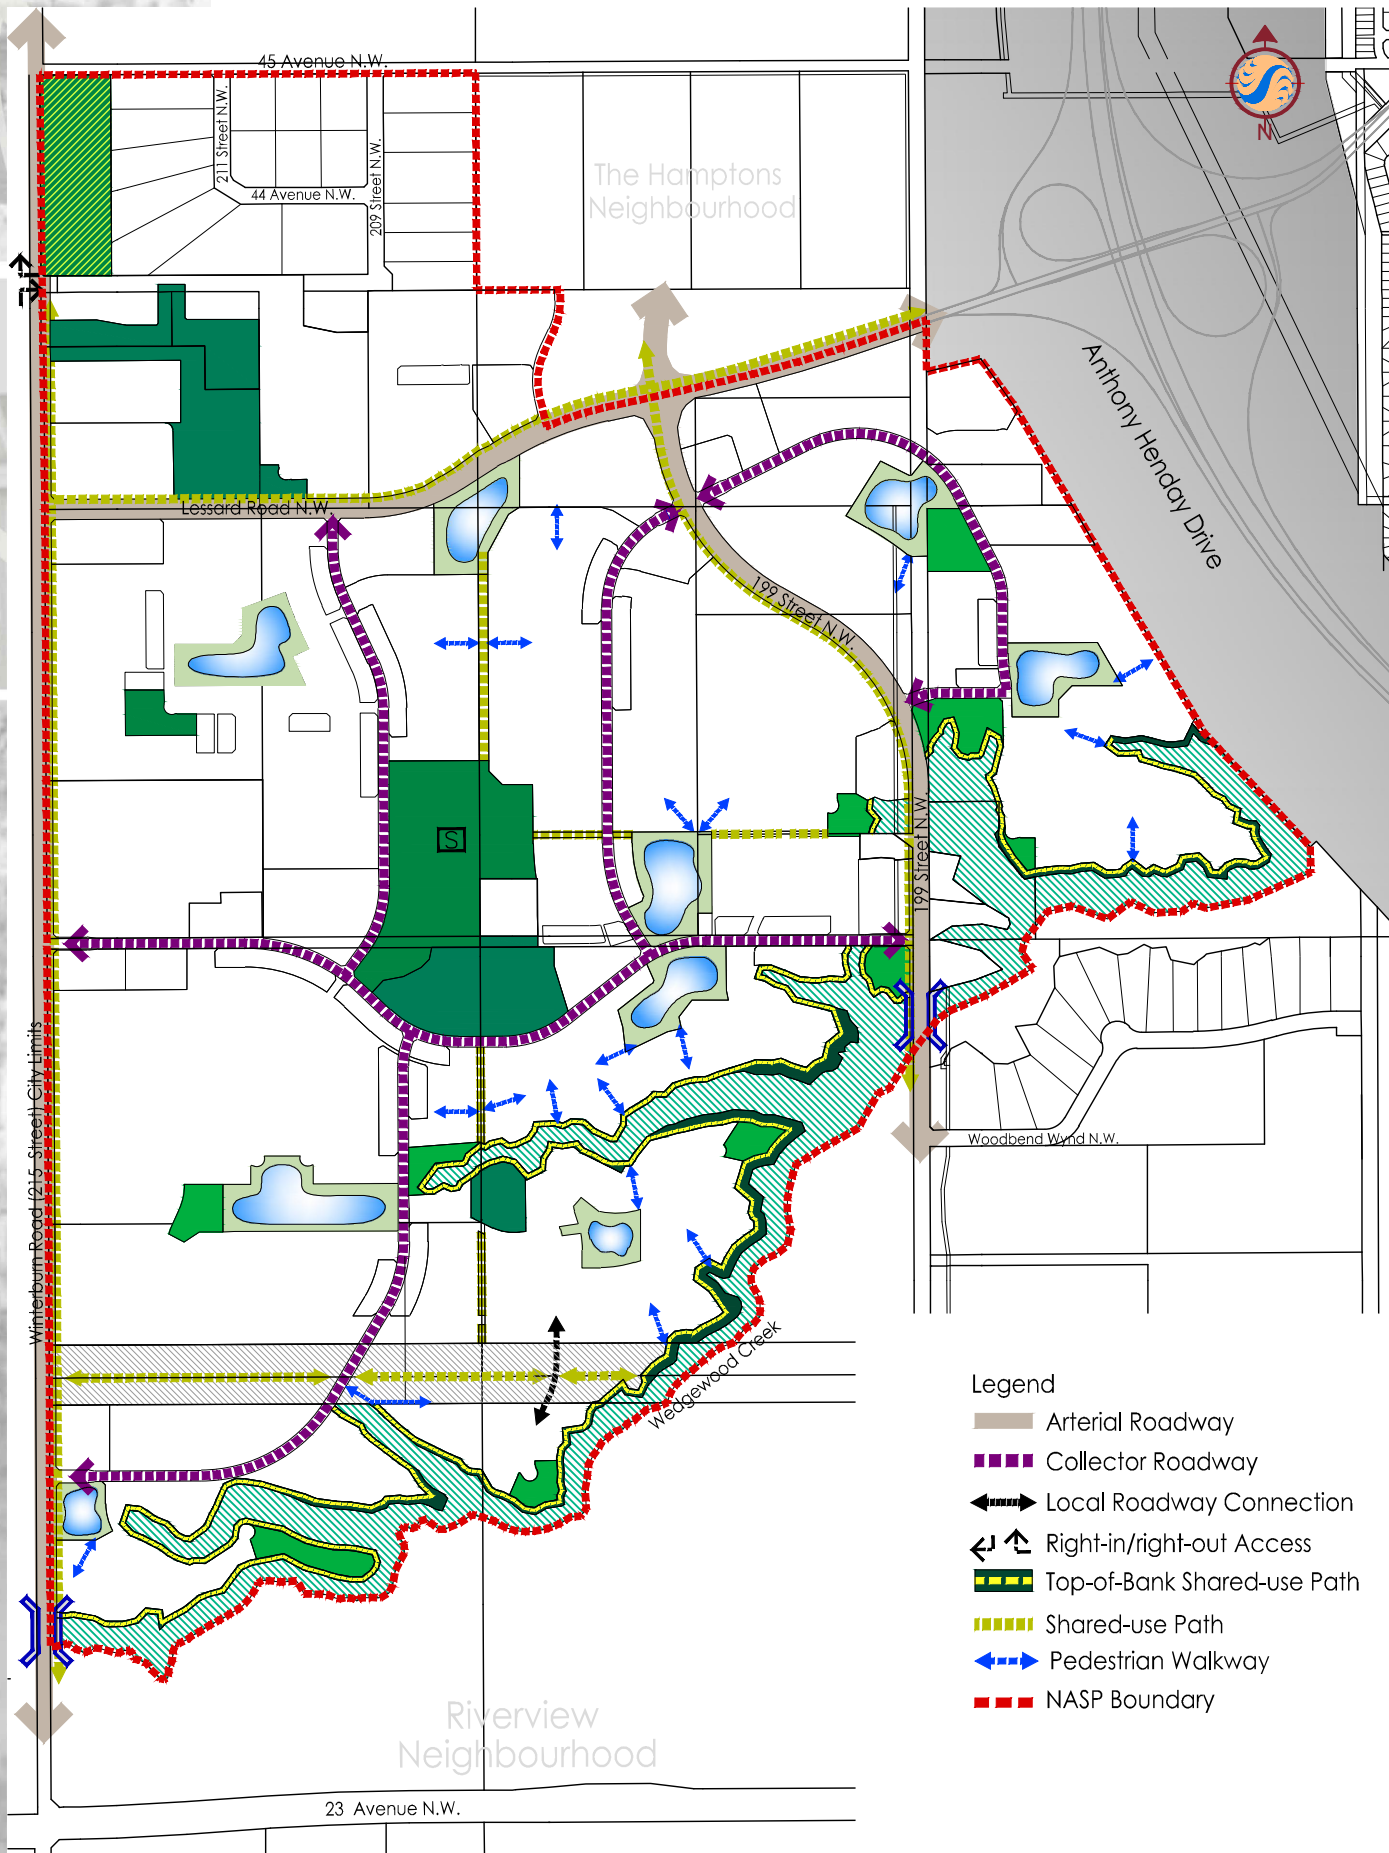 45 Avenue N.W.
211 Street N.W.
209 Street N.W.
44 Avenue N.W.
The Hamptons
Neighbourhood
N
Anthony Henday Drive
Lessard Road N.W.
199 Street N.W.
S
199 Street N.W.
Winterburn Road (215 Street) City Limits
Woodbend Wynd N.W.
Wedgewood Creek
Legend
Arterial Roadway
Collector Roadway
Local Roadway Connection
Right-in/right-out Access
Top-of-Bank Shared-use Path
Shared-use Path
Pedestrian Walkway
NASP Boundary
Riverview
Neighbourhood
23 Avenue N.W.